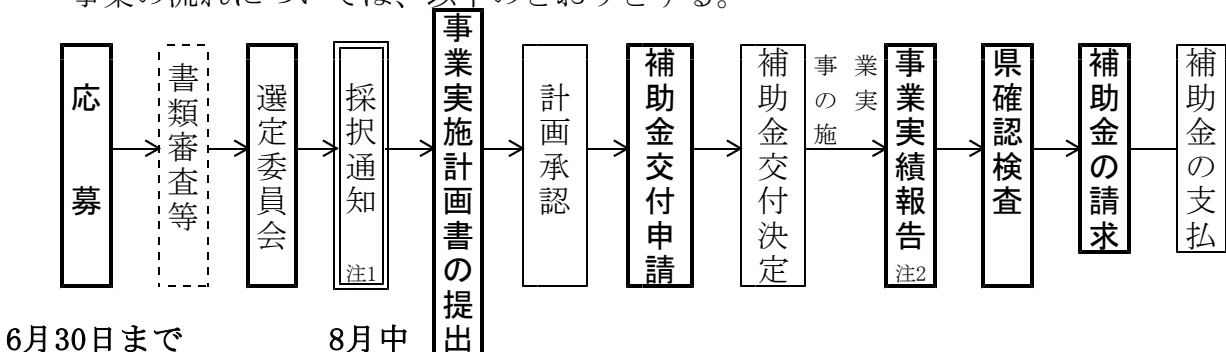 事業の流れについては、以下のとおりとする。
応募
書類審査等
選定委員会
採択通知
注1
事業実施計画書の提出
計画承認
補助金交付申請
補助金交付決定
事業の実施
事業実績報告
注2
県確認検査
補助金の請求
補助金の支払
6月30日まで
8月中